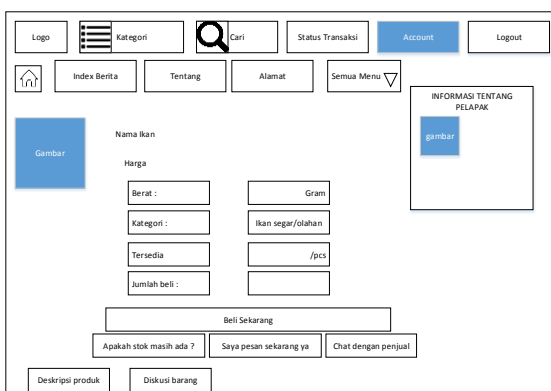 Logo
Kategori
Cari
Status Transaksi
Account
Logout
Index Berita
Tentang
Alamat
Semua Menu
INFORMASI TENTANG
PELAPAK
gambar
Gambar
Nama Ikan
Harga
Berat :
Gram
Kategori :
Ikan segar/olahan
Tersedia
/pcs
Jumlah beli :
Beli Sekarang
Apakah stok masih ada ?
Saya pesan sekarang ya
Chat dengan penjual
Deskripsi produk
Diskusi barang